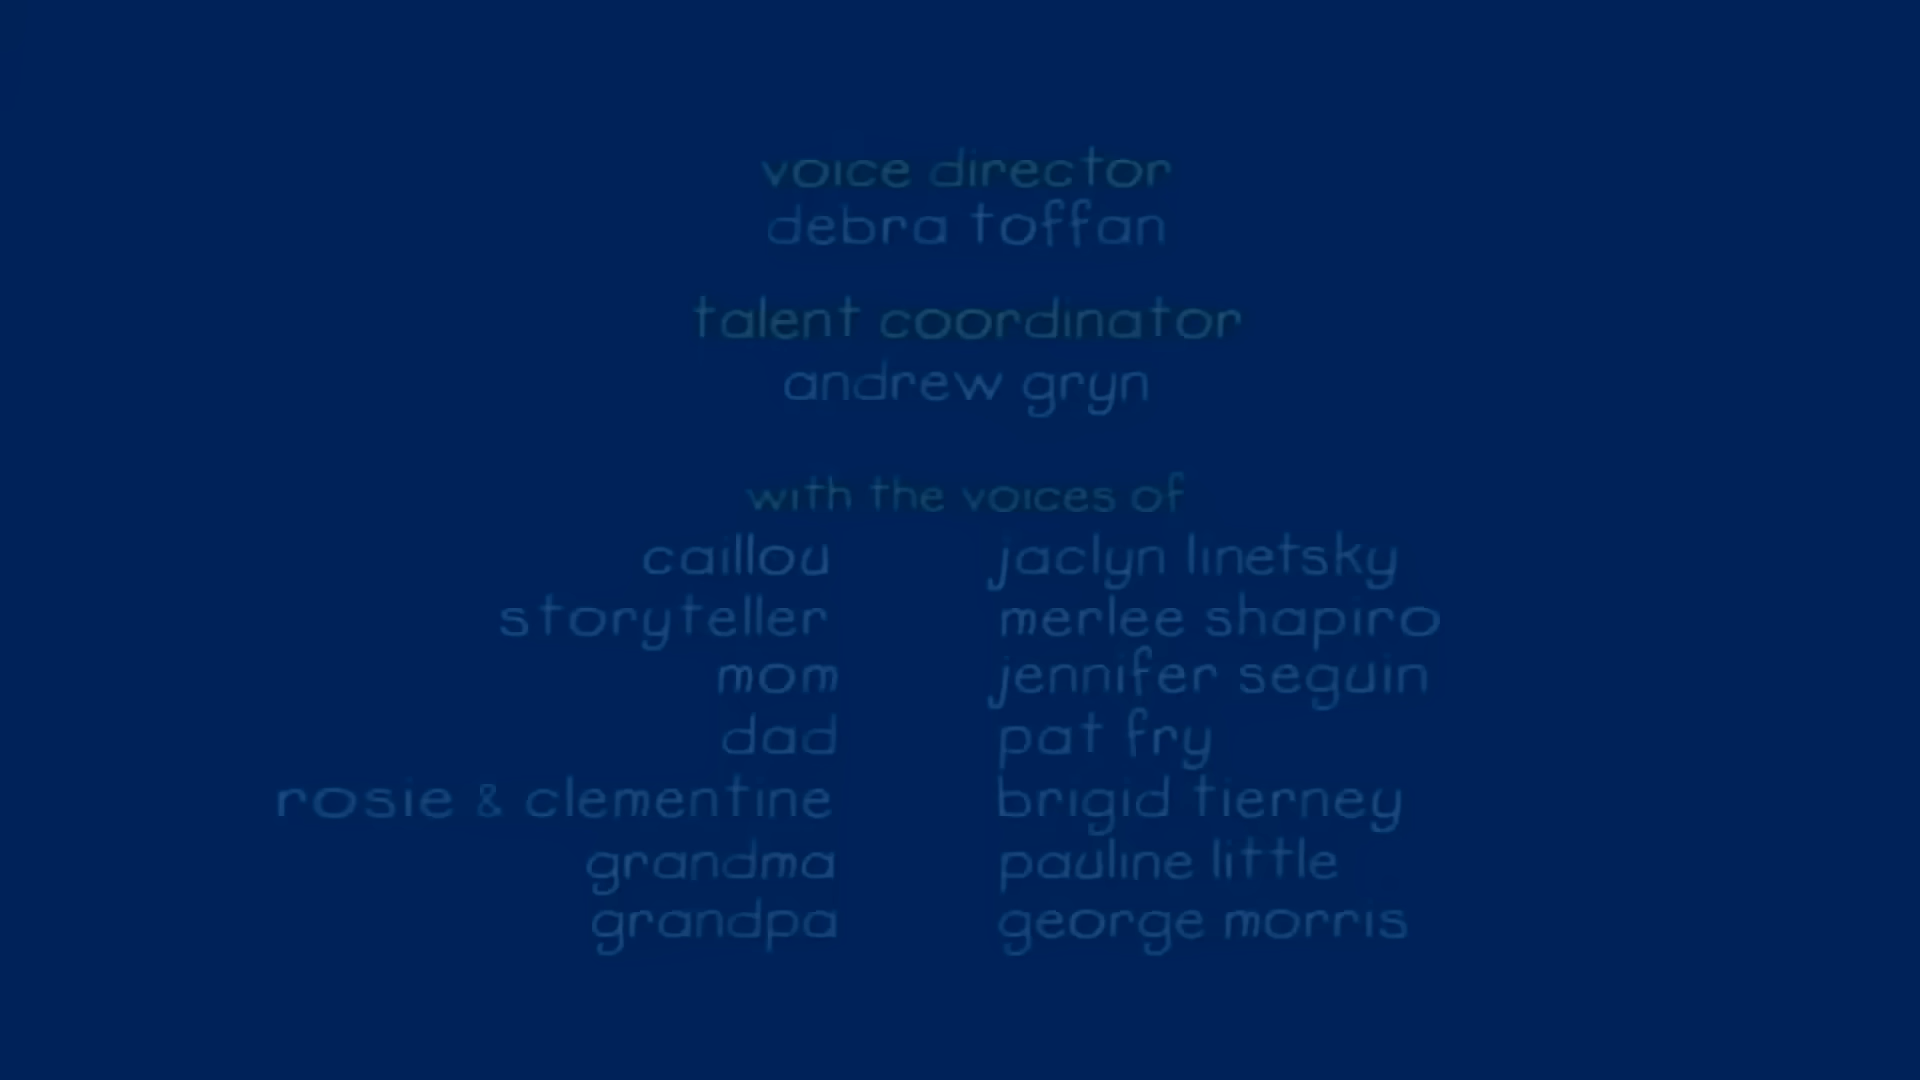 voice director
debra toffan
talent coordinator
andrew gryn
with the voices of
caillou jaclyn linetsky
storyteller merlee shapiro
mom jennifer seguin
dad pat fry
rosie & clementine brigid tierney
grandma pauline little
grandpa george morris